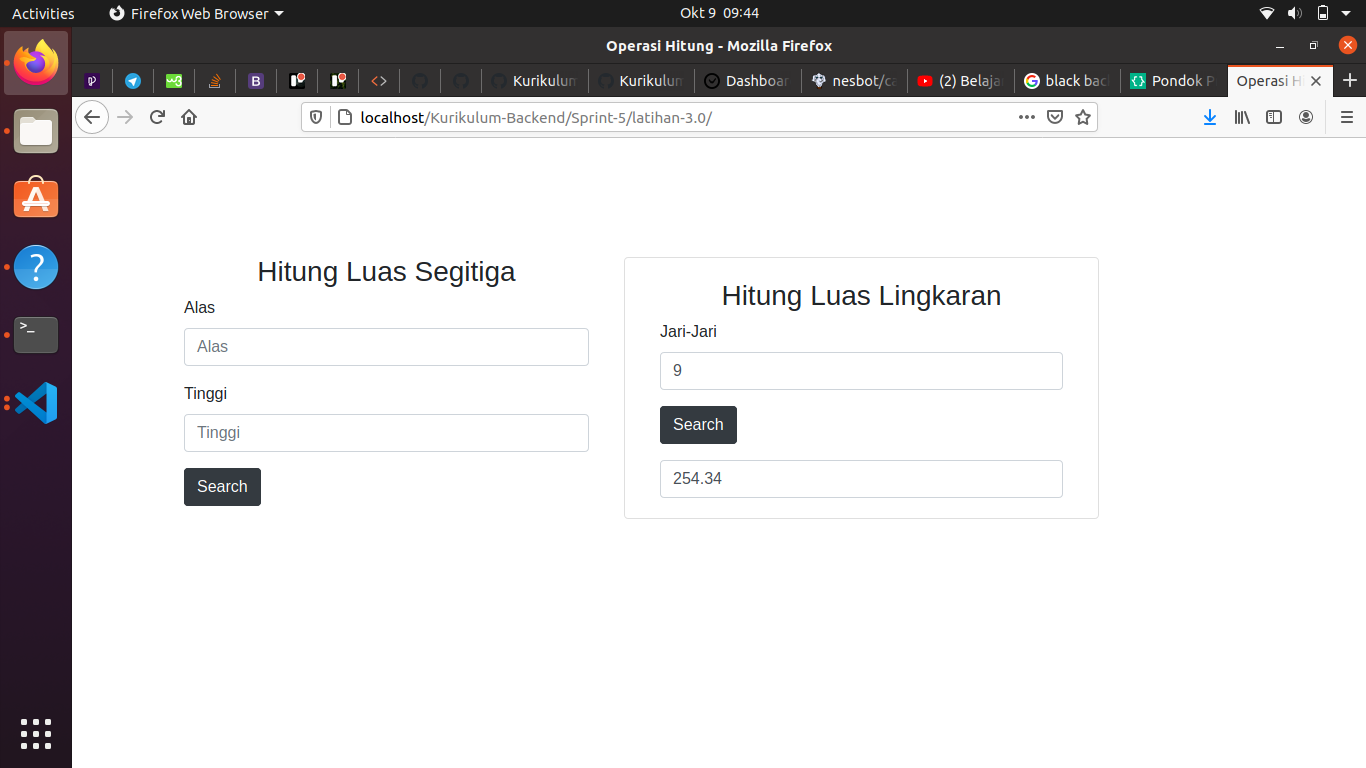 Activities
Firefox Web Browser
Okt 9 09:44
Operasi Hitung - Mozilla Firefox
Kurikulum
Kurikulum
Dashboar
nesbot/ca
(2) Belaja
black bac
Pondok P
Operasi H
localhost/Kurikulum-Backend/Sprint-5/latihan-3.0/
Hitung Luas Segitiga
Alas
Alas
Tinggi
Tinggi
Search
Hitung Luas Lingkaran
Jari-Jari
9
Search
254.34